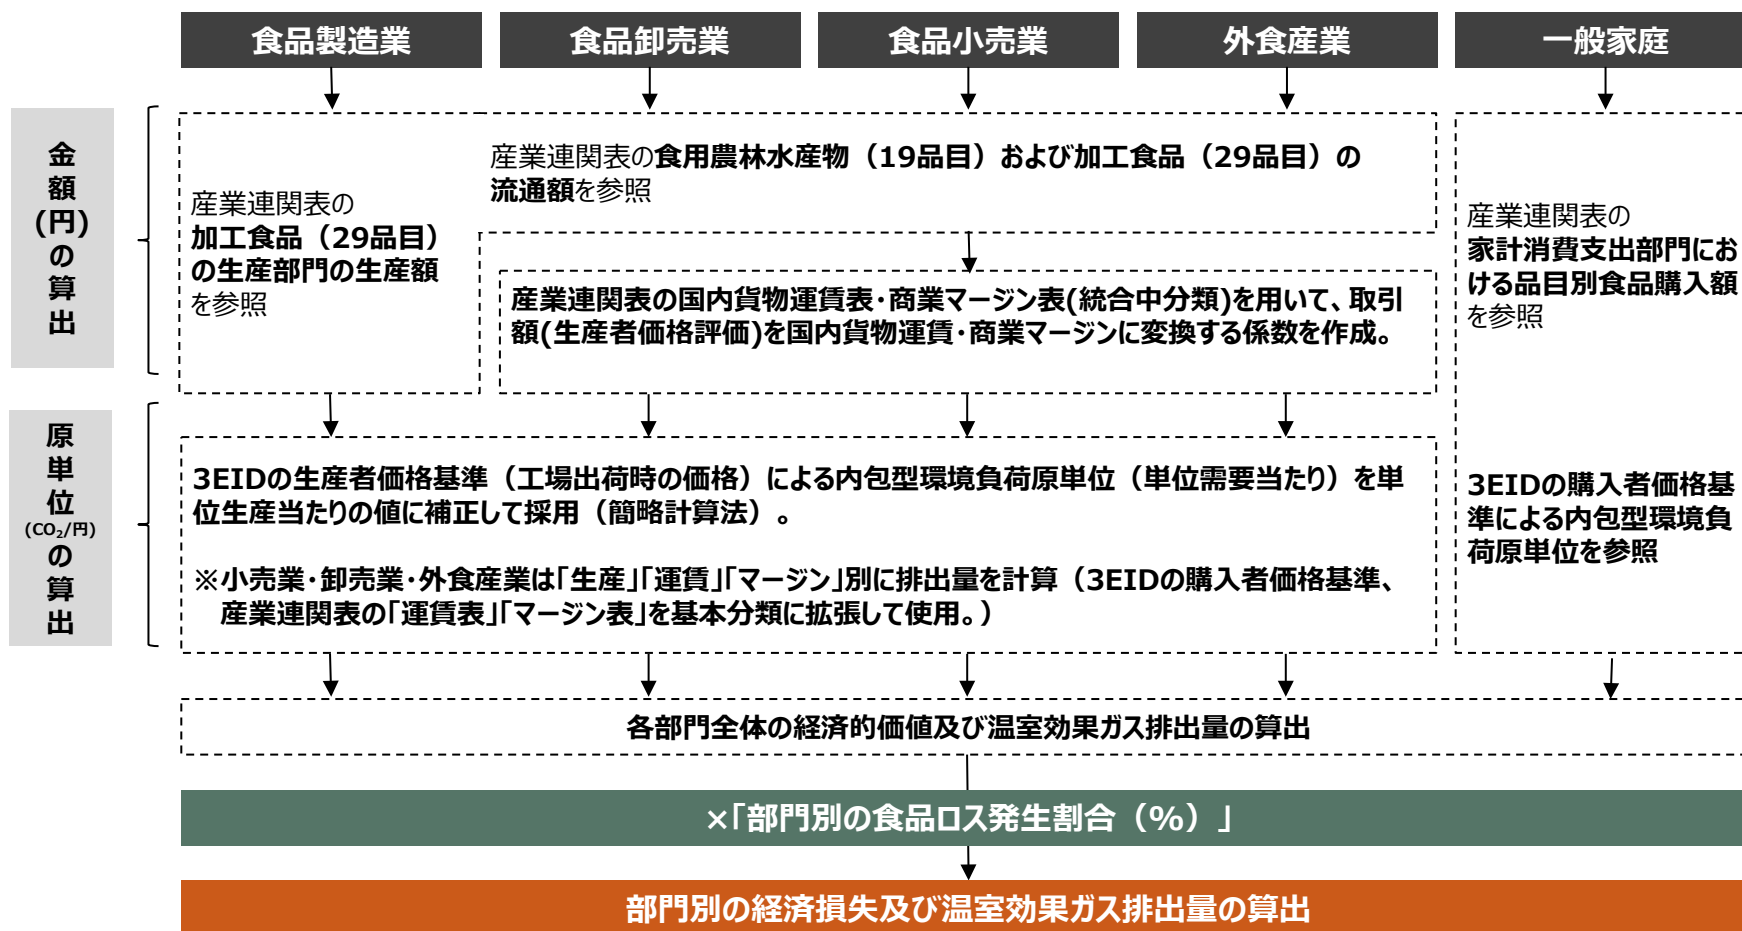 食品製造業
食品卸売業
食品小売業
外食産業
一般家庭
金額(円)の算出
産業連関表の
加工食品（29品目）
の生産部門の生産額
を参照
産業連関表の食用農林水産物（19品目）および加工食品（29品目）の
流通額を参照
産業連関表の国内貨物運賃表・商業マージン表(統合中分類)を用いて、取引
額(生産者価格評価)を国内貨物運賃・商業マージンに変換する係数を作成。
産業連関表の
家計消費支出部門にお
ける品目別食品購入額
を参照
原単位(CO₂/円)の算出
3EIDの生産者価格基準（工場出荷時の価格）による内包型環境負荷原単位（単位需要当たり）を単
位生産当たりの値に補正して採用（簡略計算法）。
※小売業・卸売業・外食産業は「生産」「運賃」「マージン」別に排出量を計算（3EIDの購入者価格基準、
産業連関表の「運賃表」「マージン表」を基本分類に拡張して使用。）
3EIDの購入者価格基
準による内包型環境負
荷原単位を参照
各部門全体の経済的価値及び温室効果ガス排出量の算出
×「部門別の食品ロス発生割合（%）」
部門別の経済損失及び温室効果ガス排出量の算出